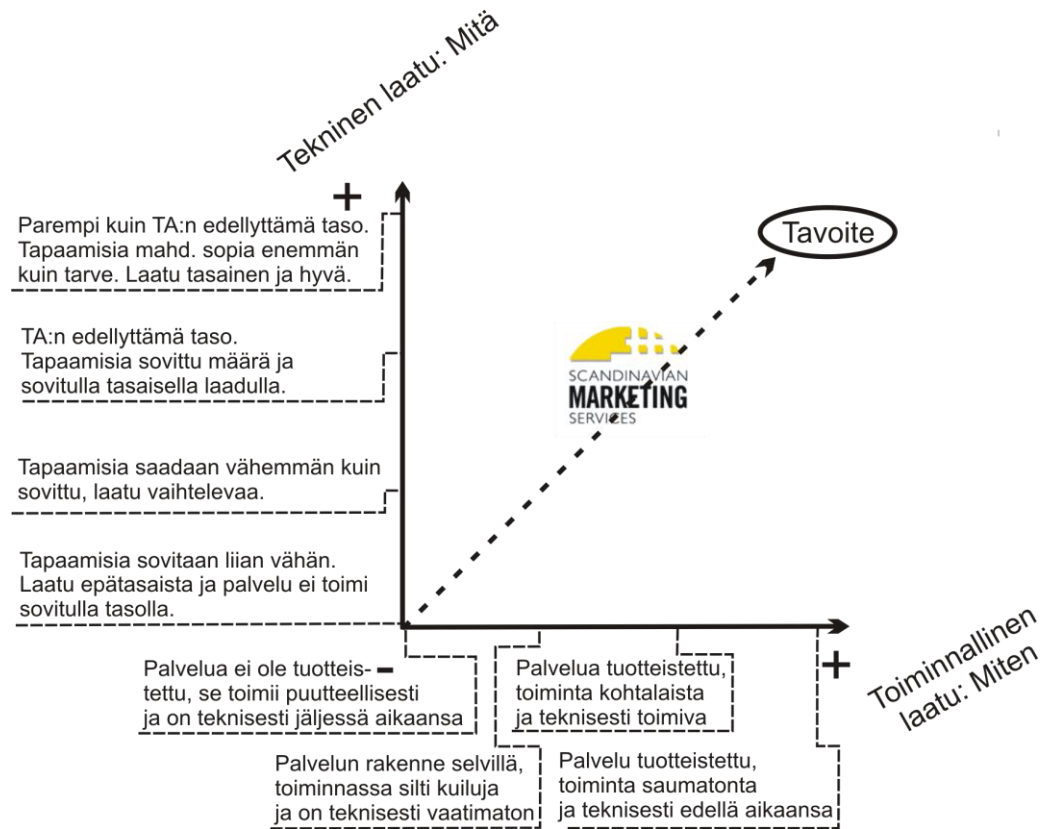 Tekninen laatu: Mitä
+
Parempi kuin TA:n edellyttämä taso.
Tapaamisia mahd. sopia enemmän
kuin tarve. Laatu tasainen ja hyvä.
Tavoite
TA:n edellyttämä taso.
Tapaamisia sovittu määrä ja
sovitulla tasaisella laadulla.
SCANDINAVIAN
MARKETING
SERVICES
Tapaamisia saadaan vähemmän kuin
sovittu, laatu vaihtelevaa.
Tapaamisia sovitaan liian vähän.
Laatu epätasaista ja palvelu ei toimi
sovitulla tasolla.
Palvelua ei ole tuotteis-
tettu, se toimii puutteellisesti
ja on teknisesti jäljessä aikaansa
-
Palvelua tuotteistettu,
toiminta kohtalaista
ja teknisesti toimiva
+
Toiminnallinen
laatu: Miten
Palvelun rakenne selvillä,
toiminnassa silti kuiluja
ja on teknisesti vaatimaton
Palvelu tuotteistettu,
toiminta saumatonta
ja teknisesti edellä aikaansa